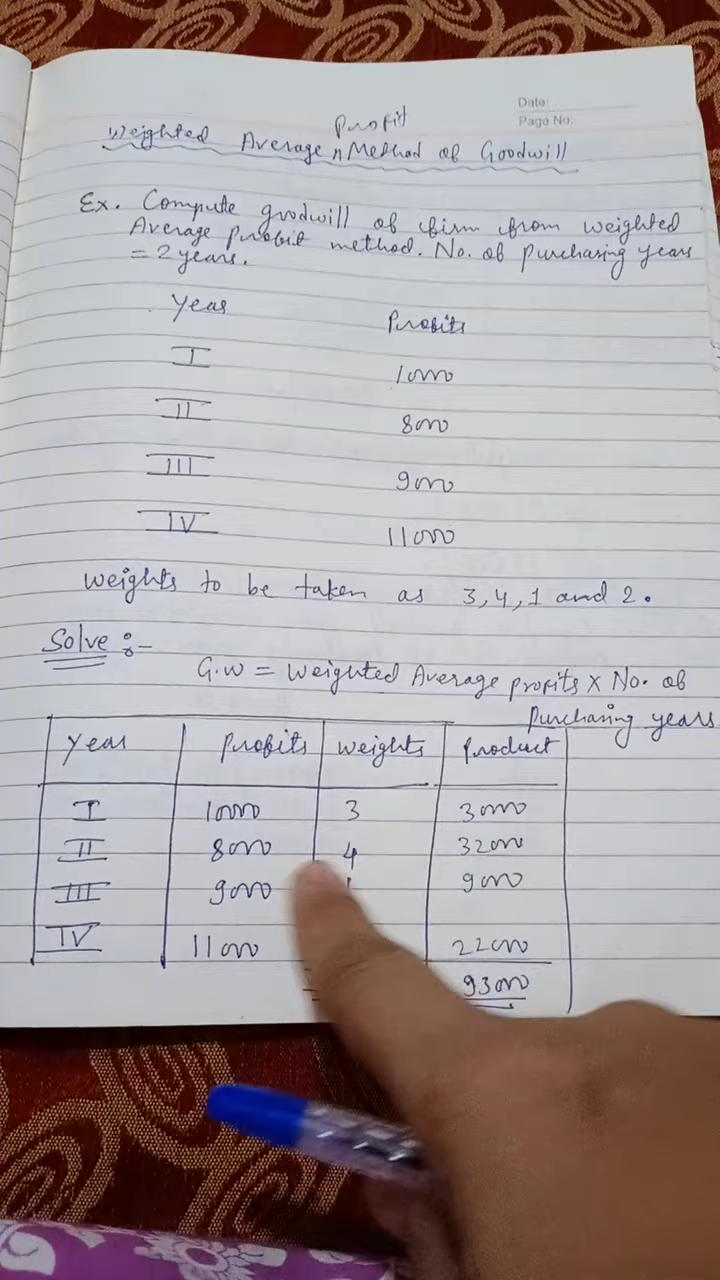 Date:
Page No:
Profit
Weighted Average ^ Method of Goodwill
Ex. Compute goodwill of firm from weighted
Average profit method. No. of purchasing years
= 2 years.
Year Profits
I 10000
II 8000
III 9000
IV 11000
Weights to be taken as 3, 4, 1 and 2.
Solve :-
G.W = Weighted Average profits x No. of
purchasing years
Year Profits Weights Product
I 10000 3 30000
II 8000 4 32000
III 9000 9000
IV 11000 22000
93000